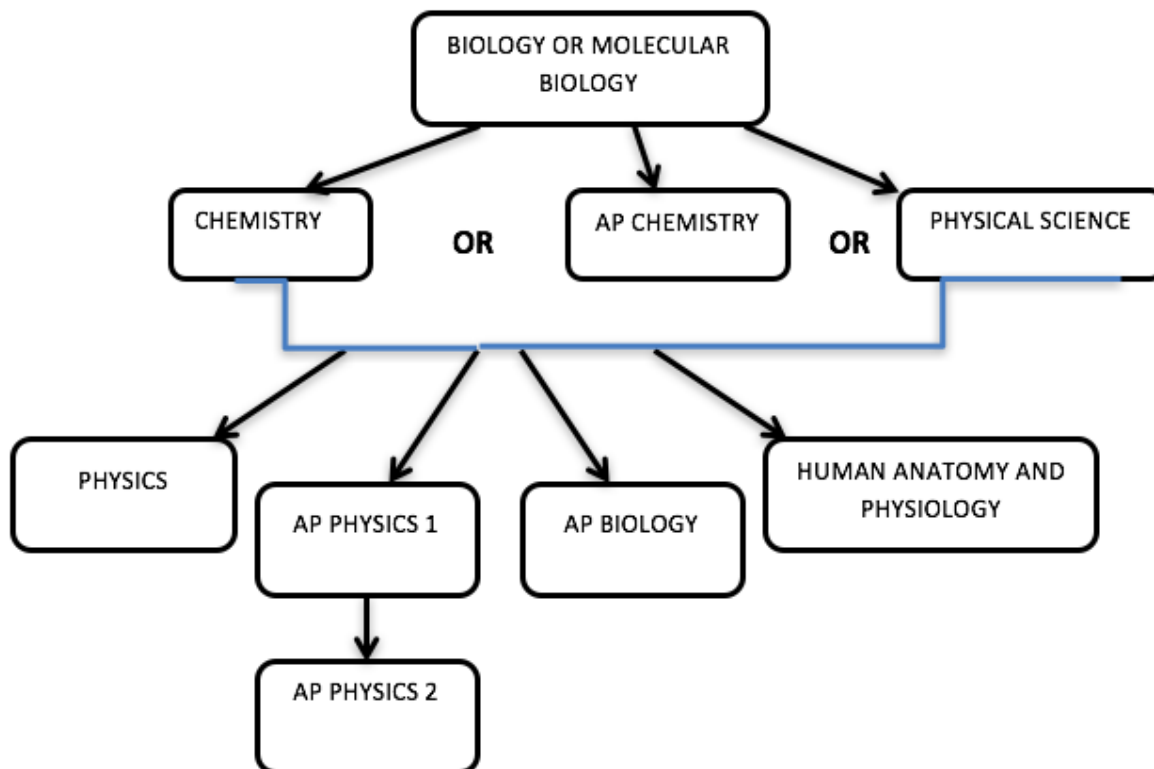 BIOLOGY OR MOLECULAR
BIOLOGY
CHEMISTRY
OR
AP CHEMISTRY
OR
PHYSICAL SCIENCE
PHYSICS
AP PHYSICS 1
AP BIOLOGY
HUMAN ANATOMY AND
PHYSIOLOGY
AP PHYSICS 2